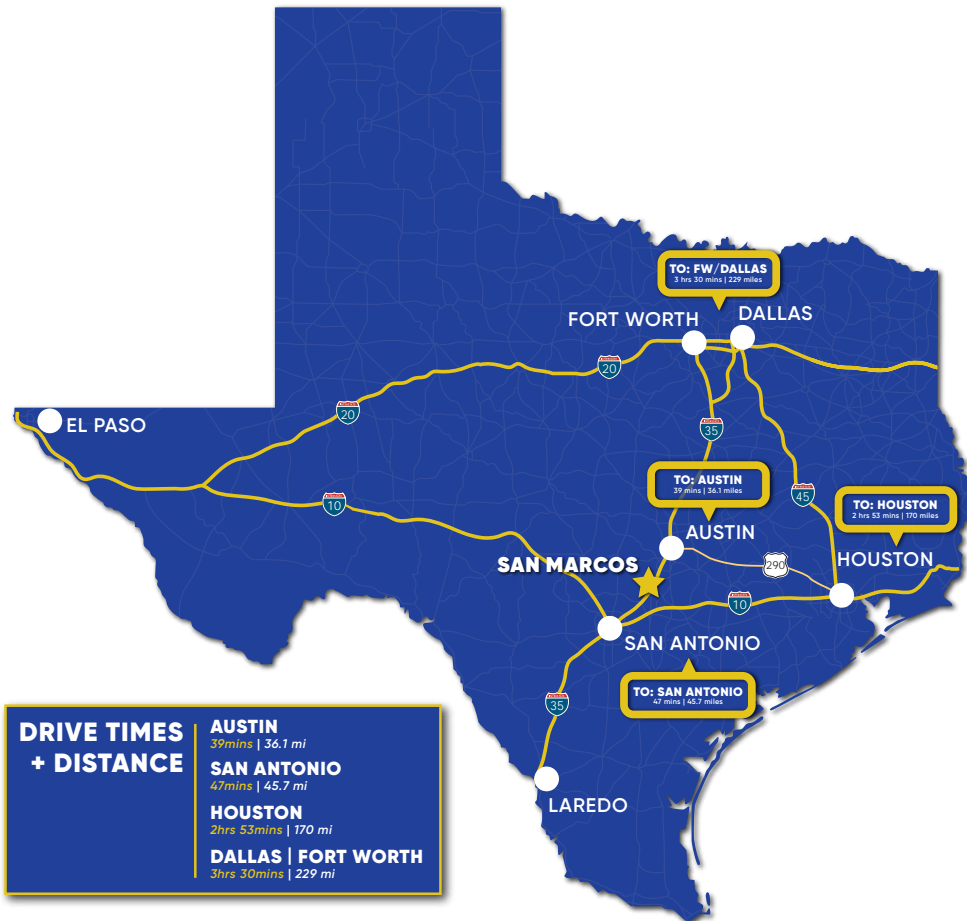 TO: FW/DALLAS
3 hrs 30 mins | 229 miles
FORT WORTH
DALLAS
20
20
EL PASO
35
10
TO: AUSTIN
39 mins | 36.1 miles
45
TO: HOUSTON
2 hrs 53 mins | 170 miles
AUSTIN
SAN MARCOS
290
HOUSTON
10
SAN ANTONIO
TO: SAN ANTONIO
47 mins | 45.7 miles
35
LAREDO
DRIVE TIMES
+ DISTANCE
AUSTIN
39mins | 36.1 mi
SAN ANTONIO
47mins | 45.7 mi
HOUSTON
2hrs 53mins | 170 mi
DALLAS | FORT WORTH
3hrs 30mins | 229 mi